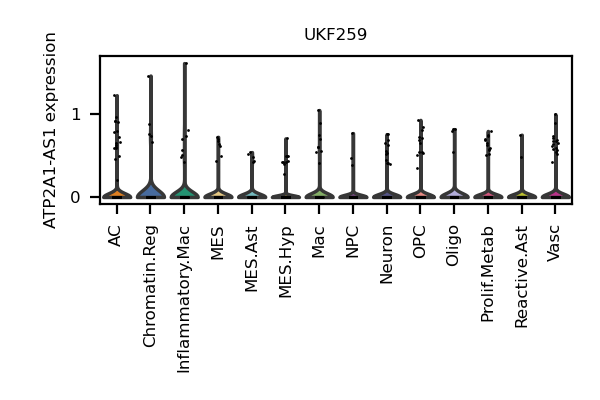 UKF259
ATP2A1-AS1 expression
1
0
AC
Chromatin.Reg
Inflammatory.Mac
MES
MES.Ast
MES.Hyp
Mac
NPC
Neuron
OPC
Oligo
Prolif.Metab
Reactive.Ast
Vasc